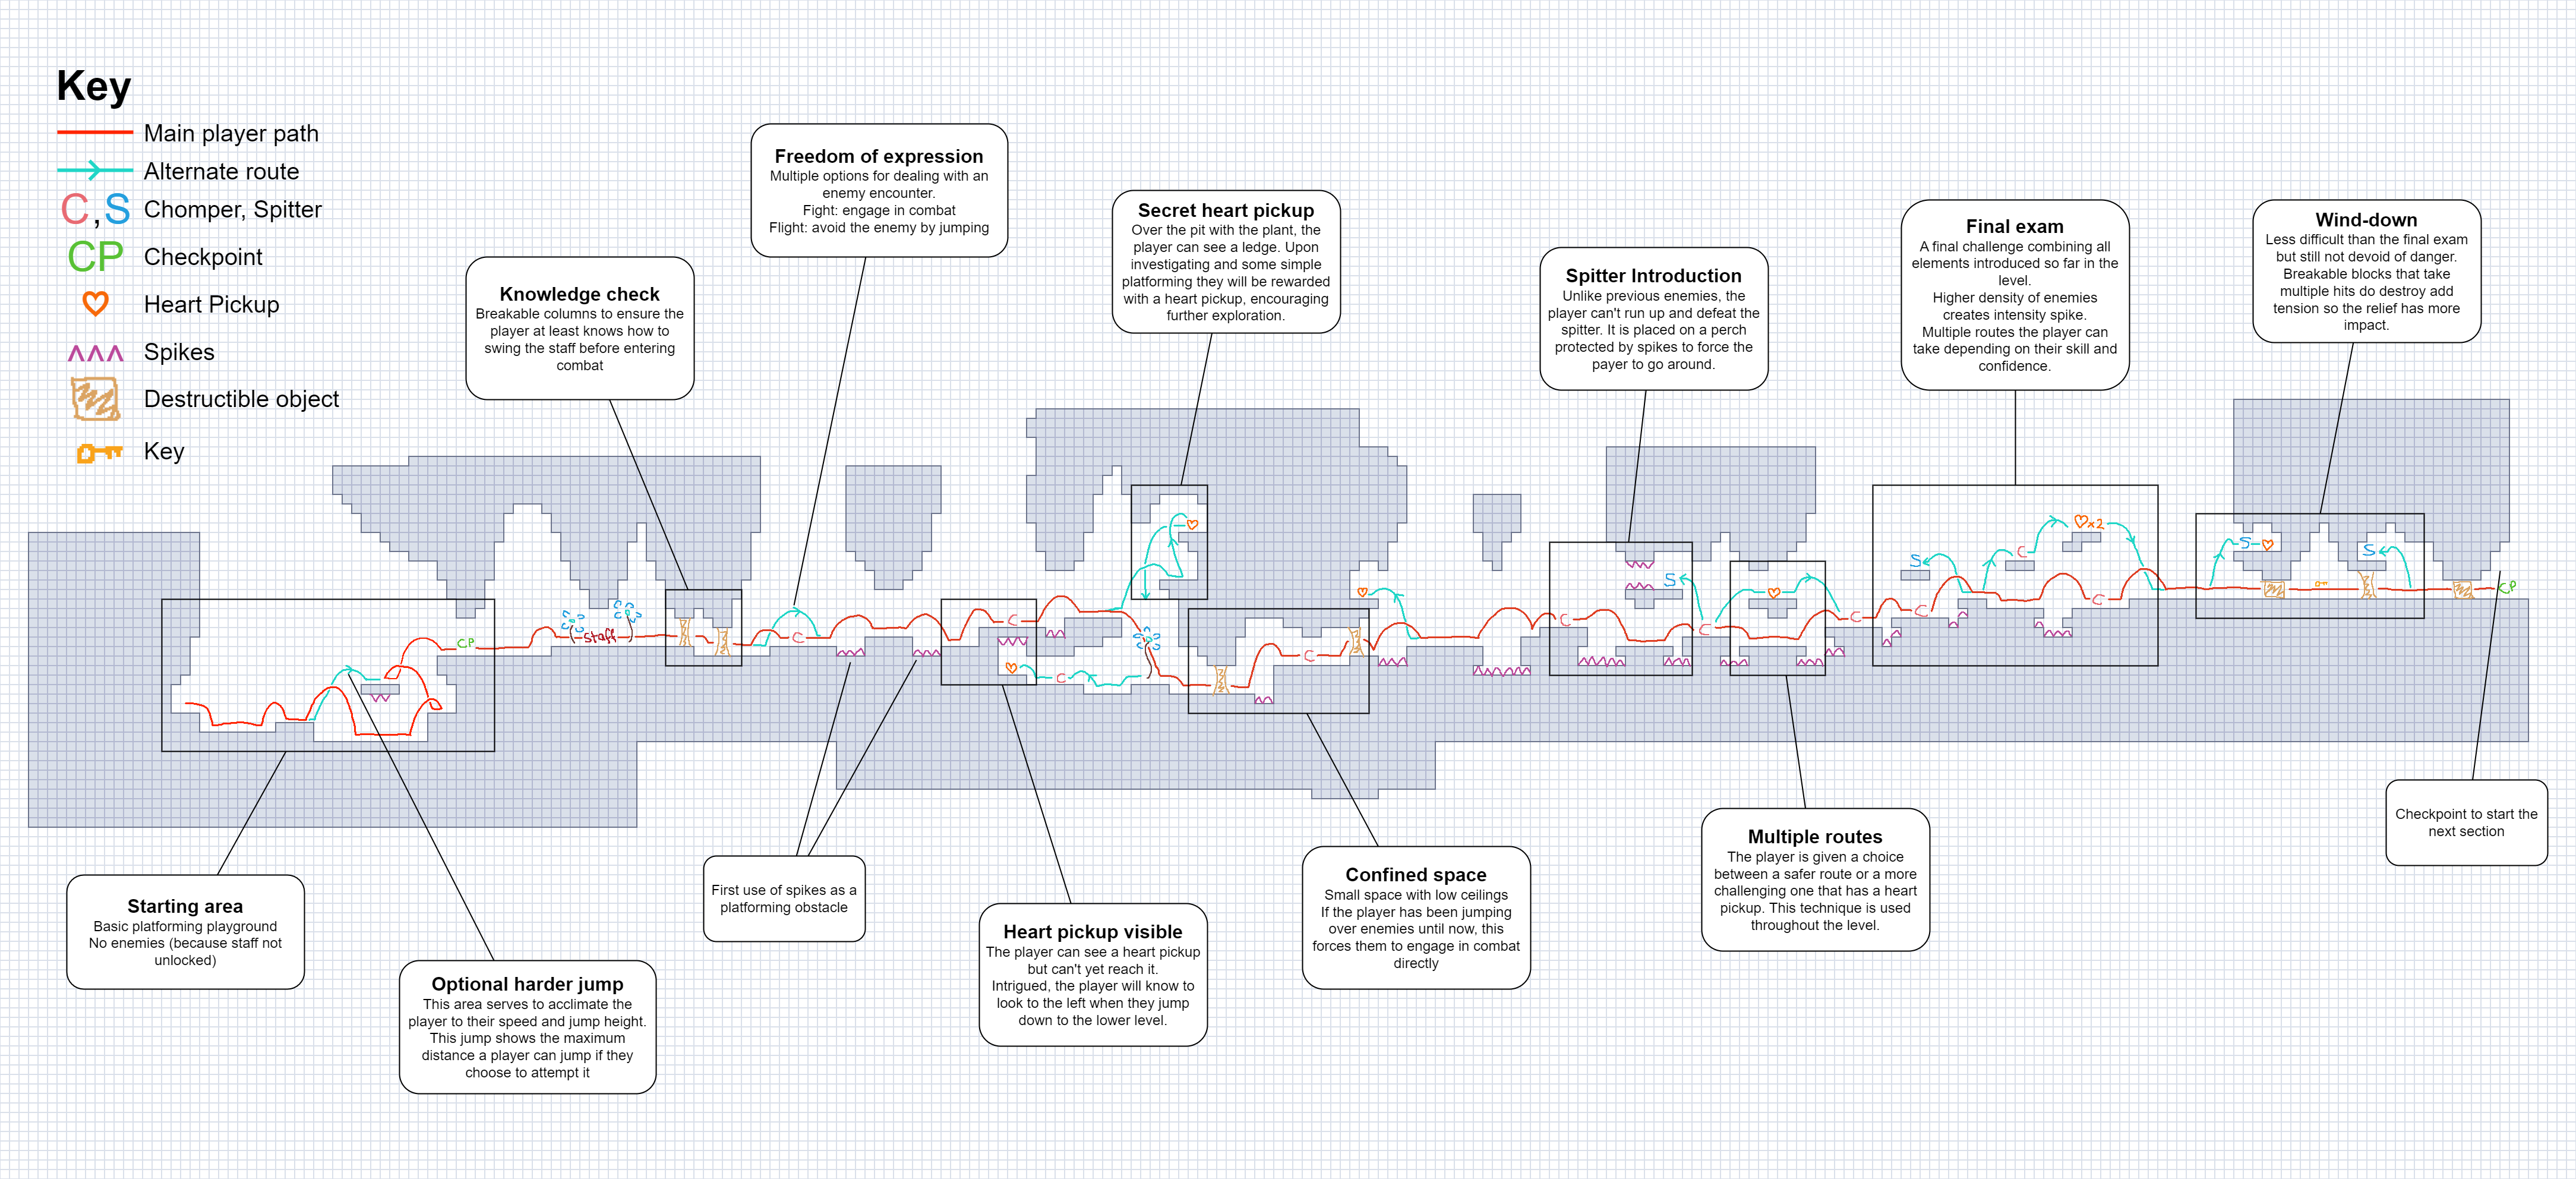 Key
Main player path
Alternate route
C,S Chomper, Spitter
CP Checkpoint
Heart Pickup
Spikes
Destructible object
Key
Freedom of expression
Multiple options for dealing with an
enemy encounter.
Fight: engage in combat
Flight: avoid the enemy by jumping
Secret heart pickup
Over the pit with the plant, the
player can see a ledge. Upon
investigating and some simple
platforming they will be rewarded
with a heart pickup, encouraging
further exploration.
Final exam
A final challenge combining all
elements introduced so far in the
level.
Higher density of enemies
creates intensity spike.
Multiple routes the player can
take depending on their skill and
confidence.
Wind-down
Less difficult than the final exam
but still not devoid of danger.
Breakable blocks that take
multiple hits do destroy add
tension so the relief has more
impact.
Knowledge check
Breakable columns to ensure the
player at least knows how to
swing the staff before entering
combat
Spitter Introduction
Unlike previous enemies, the
player can't run up and defeat the
spitter. It is placed on a perch
protected by spikes to force the
payer to go around.
CP
staff
C
C
C
C
C
S
C
C
S
C
C
x2
C
S
S
CP
Starting area
Basic platforming playground
No enemies (because staff not
unlocked)
Optional harder jump
This area serves to acclimate the
player to their speed and jump height.
This jump shows the maximum
distance a player can jump if they
choose to attempt it
First use of spikes as a
platforming obstacle
Heart pickup visible
The player can see a heart pickup
but can't yet reach it.
Intrigued, the player will know to
look to the left when they jump
down to the lower level.
Confined space
Small space with low ceilings
If the player has been jumping
over enemies until now, this
forces them to engage in combat
directly
Multiple routes
The player is given a choice
between a safer route or a more
challenging one that has a heart
pickup. This technique is used
throughout the level.
Checkpoint to start the
next section